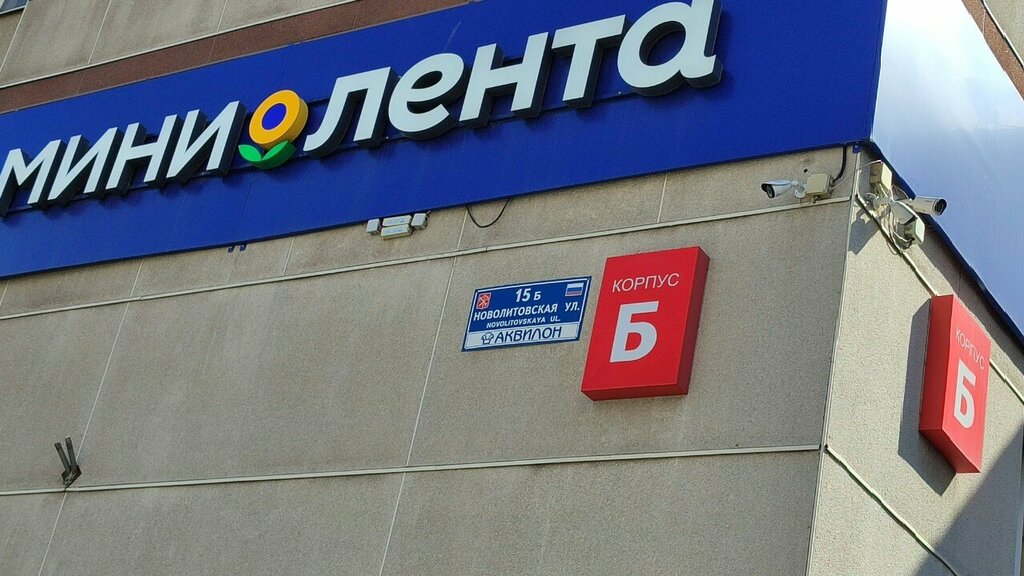 мини лента
15 Б
НОВОЛИТОВСКАЯ УЛ.
NOVOLITOVSKAYA UL.
АКВИЛОН
КОРПУС
Б
КОРПУС
Б